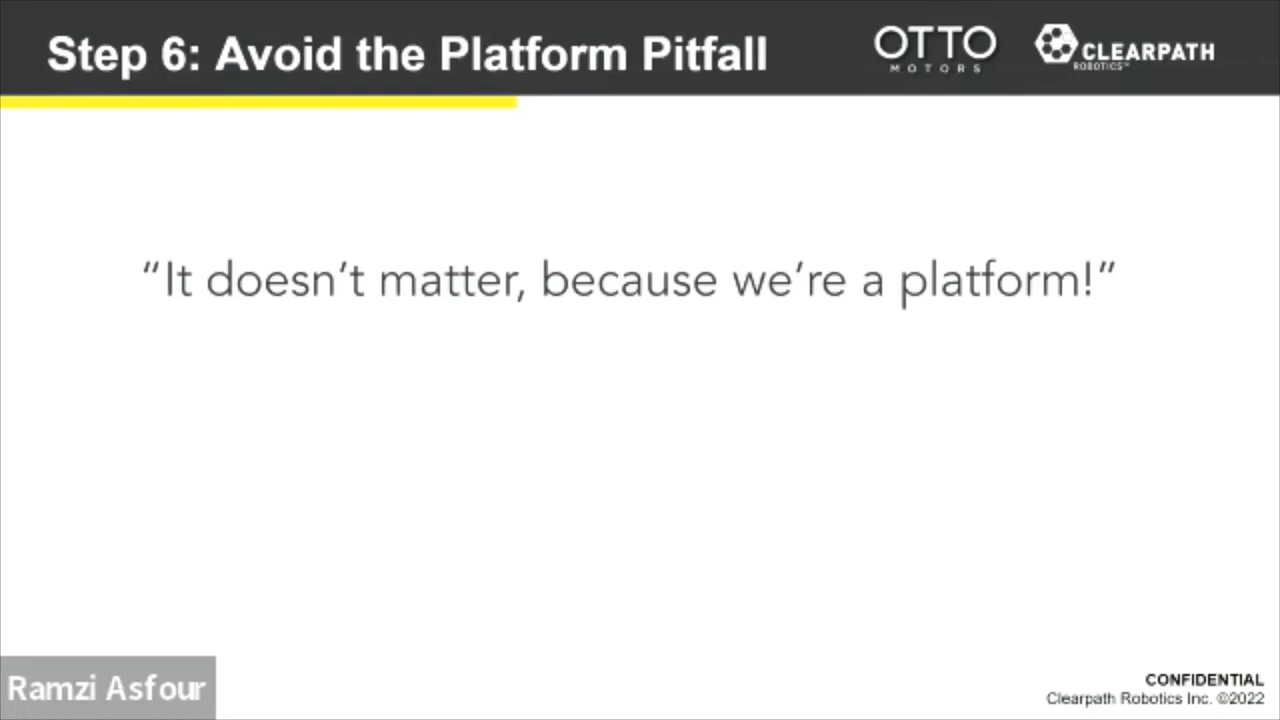 Step 6: Avoid the Platform Pitfall
OTTO
MOTORS
CLEARPATH
ROBOTICS™
“It doesn’t matter, because we’re a platform!”
Ramzi Asfour
CONFIDENTIAL
Clearpath Robotics Inc. ©2022